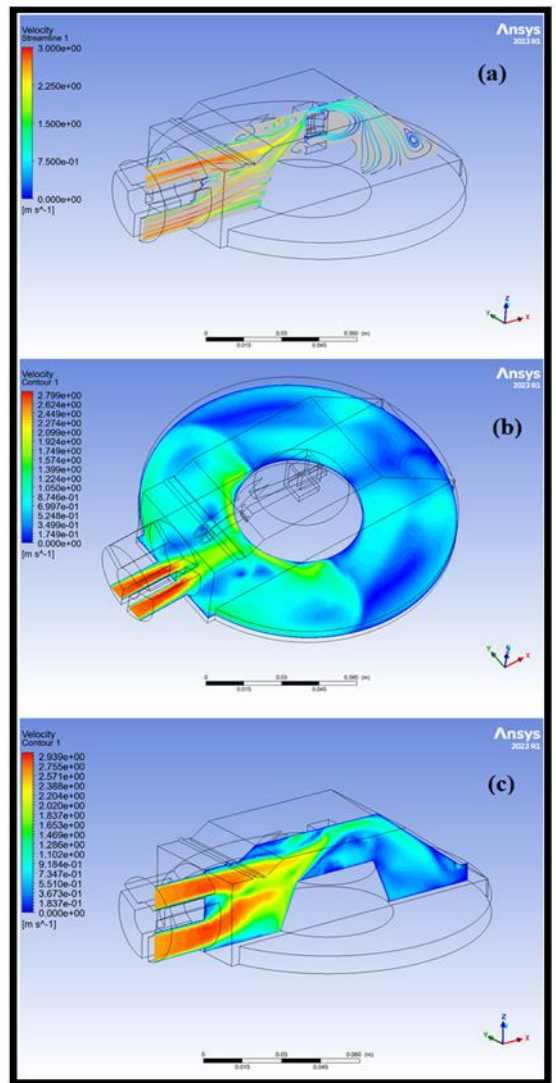 Velocity
Streamline 1
3.000e+00
2.250e+00
1.500e+00
7.500e-01
0.000e+00
[m s^-1]
Ansys
2023 R1
(a)
0
0.03
0.060 (m)
0.015
0.045
Z
Y
X
Velocity
Contour 1
2.799e+00
2.624e+00
2.449e+00
2.274e+00
2.099e+00
1.924e+00
1.749e+00
1.574e+00
1.399e+00
1.224e+00
1.050e+00
8.746e-01
6.997e-01
5.248e-01
3.499e-01
1.749e-01
0.000e+00
[m s^-1]
Ansys
2023 R1
(b)
0
0.03
0.060 (m)
0.015
0.045
Y
X
Velocity
Contour 1
2.939e+00
2.755e+00
2.571e+00
2.388e+00
2.204e+00
2.020e+00
1.837e+00
1.653e+00
1.469e+00
1.286e+00
1.102e+00
9.184e-01
7.347e-01
5.510e-01
3.673e-01
1.837e-01
0.000e+00
[m s^-1]
Ansys
2023 R1
(c)
0
0.03
0.060 (m)
0.015
0.045
Z
Y
X